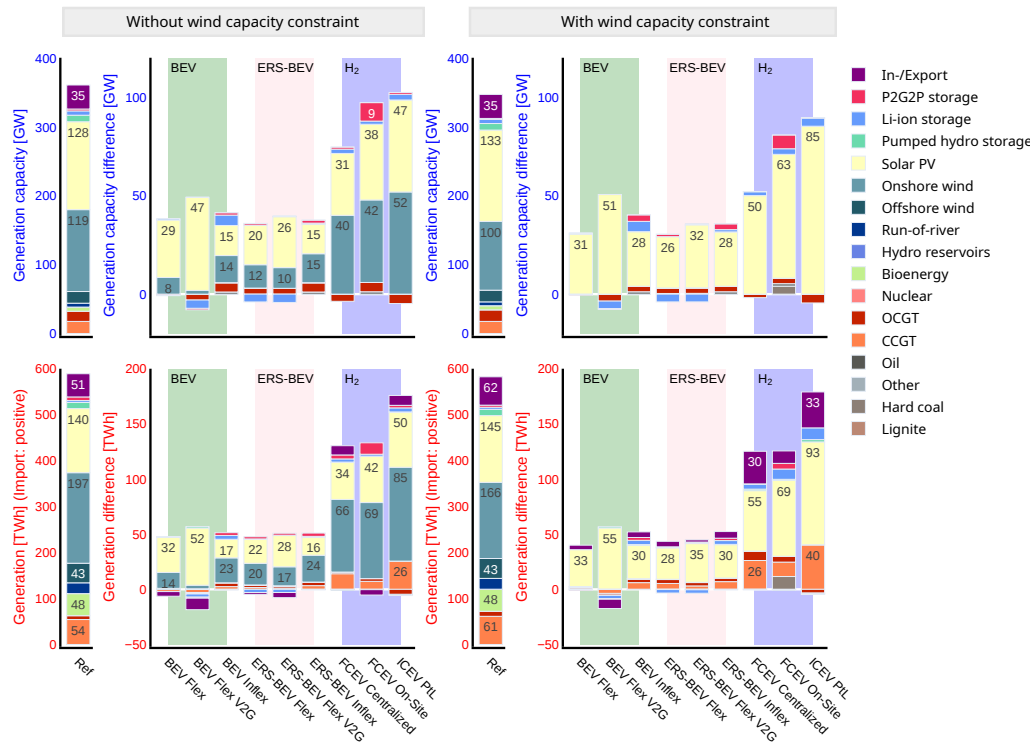 Without wind capacity constraint
With wind capacity constraint
Generation capacity [GW]
400
300
200
100
0
35
128
119
Generation capacity difference [GW]
100
50
0
BEV
ERS-BEV
H2
29
8
47
15
14
20
12
26
10
15
15
31
40
9
38
42
47
52
Generation capacity [GW]
400
300
200
100
0
35
133
100
Generation capacity difference [GW]
100
50
0
BEV
ERS-BEV
H2
31
51
28
26
32
28
50
63
85
In-/Export
P2G2P storage
Li-ion storage
Pumped hydro storage
Solar PV
Onshore wind
Offshore wind
Run-of-river
Hydro reservoirs
Bioenergy
Nuclear
OCGT
CCGT
Oil
Other
Hard coal
Lignite
Generation [TWh] (Import: positive)
600
500
400
300
200
100
0
51
140
197
43
48
54
Ref
Generation difference [TWh]
200
150
100
50
0
−50
BEV
ERS-BEV
H2
32
14
52
17
23
22
20
28
17
16
24
34
66
42
69
50
85
26
BEV Flex
BEV Flex V2G
BEV Inflex
ERS-BEV Flex
ERS-BEV Flex V2G
ERS-BEV Inflex
FCEV Centralized
FCEV On-Site
ICEV PtL
Generation [TWh] (Import: positive)
600
500
400
300
200
100
0
62
145
166
43
48
61
Ref
Generation difference [TWh]
200
150
100
50
0
−50
BEV
ERS-BEV
H2
33
55
30
28
35
30
30
55
26
69
33
93
40
BEV Flex
BEV Flex V2G
BEV Inflex
ERS-BEV Flex
ERS-BEV Flex V2G
ERS-BEV Inflex
FCEV Centralized
FCEV On-Site
ICEV PtL